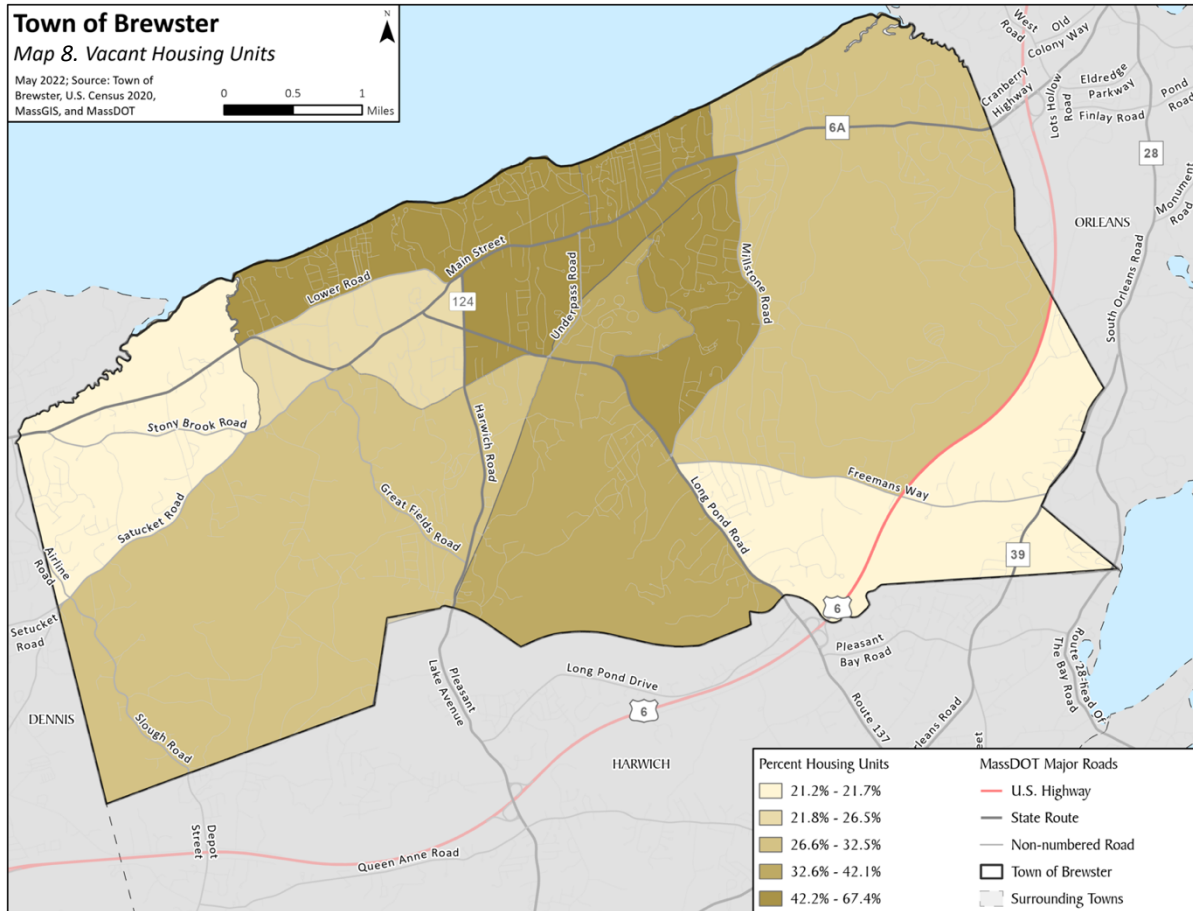 Town of Brewster
Map 8. Vacant Housing Units
May 2022; Source: Town of
Brewster, U.S. Census 2020,
MassGIS, and MassDOT
0 0.5 1
Miles
N
West
Road
Old
Colony Way
Cranberry
Highway
Lots Hollow
Road
Eldredge
Parkway
Pond
Road
Finlay Road
6A
28
Monument
Road
ORLEANS
South Orleans Road
Main Street
Lower Road
124
Underpass Road
Millstone Road
Stony Brook Road
Harwich Road
Satucket Road
Great Fields Road
Long Pond Road
Freemans Way
Airline
Road
39
6
Setucket
Road
Pleasant
Bay Road
Route 28-head Of
The Bay Road
Pleasant
Lake Avenue
Long Pond Drive
6
Route 137
rleans Road
eet
DENNIS
Slough Road
HARWICH
Depot
Street
Queen Anne Road
Percent Housing Units
21.2% - 21.7%
21.8% - 26.5%
26.6% - 32.5%
32.6% - 42.1%
42.2% - 67.4%
MassDOT Major Roads
U.S. Highway
State Route
Non-numbered Road
Town of Brewster
Surrounding Towns